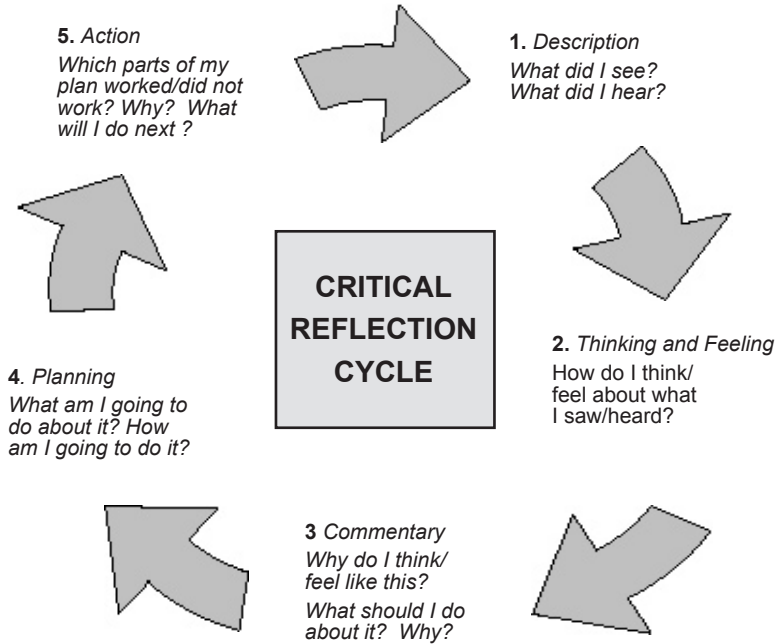 5. Action
Which parts of my
plan worked/did not
work? Why?  What
will I do next ?
1. Description
What did I see?
What did I hear?
CRITICAL
REFLECTION
CYCLE
2. Thinking and Feeling
How do I think/
feel about what
I saw/heard?
4. Planning
What am I going to
do about it? How
am I going to do it?
3 Commentary
Why do I think/
feel like this?
What should I do
about it?  Why?